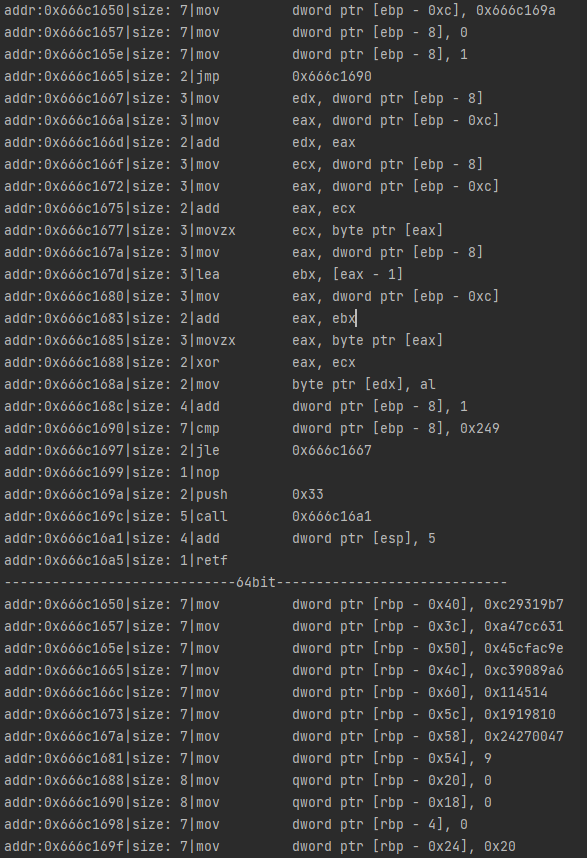 addr:0x666c1650|size: 7|mov dword ptr [ebp - 0xc], 0x666c169a
addr:0x666c1657|size: 7|mov dword ptr [ebp - 8], 0
addr:0x666c165e|size: 7|mov dword ptr [ebp - 8], 1
addr:0x666c1665|size: 2|jmp 0x666c1690
addr:0x666c1667|size: 3|mov edx, dword ptr [ebp - 8]
addr:0x666c166a|size: 3|mov eax, dword ptr [ebp - 0xc]
addr:0x666c166d|size: 2|add edx, eax
addr:0x666c166f|size: 3|mov ecx, dword ptr [ebp - 8]
addr:0x666c1672|size: 3|mov eax, dword ptr [ebp - 0xc]
addr:0x666c1675|size: 2|add eax, ecx
addr:0x666c1677|size: 3|movzx ecx, byte ptr [eax]
addr:0x666c167a|size: 3|mov eax, dword ptr [ebp - 8]
addr:0x666c167d|size: 3|lea ebx, [eax - 1]
addr:0x666c1680|size: 3|mov eax, dword ptr [ebp - 0xc]
addr:0x666c1683|size: 2|add eax, ebx
addr:0x666c1685|size: 3|movzx eax, byte ptr [eax]
addr:0x666c1688|size: 2|xor eax, ecx
addr:0x666c168a|size: 2|mov byte ptr [edx], al
addr:0x666c168c|size: 4|add dword ptr [ebp - 8], 1
addr:0x666c1690|size: 7|cmp dword ptr [ebp - 8], 0x249
addr:0x666c1697|size: 2|jle 0x666c1667
addr:0x666c1699|size: 1|nop
addr:0x666c169a|size: 2|push 0x33
addr:0x666c169c|size: 5|call 0x666c16a1
addr:0x666c16a1|size: 4|add dword ptr [esp], 5
addr:0x666c16a5|size: 1|retf
-----------------------------64bit-----------------------------
addr:0x666c1650|size: 7|mov dword ptr [rbp - 0x40], 0xc29319b7
addr:0x666c1657|size: 7|mov dword ptr [rbp - 0x3c], 0xa47cc631
addr:0x666c165e|size: 7|mov dword ptr [rbp - 0x50], 0x45cfac9e
addr:0x666c1665|size: 7|mov dword ptr [rbp - 0x4c], 0xc39089a6
addr:0x666c166c|size: 7|mov dword ptr [rbp - 0x60], 0x114514
addr:0x666c1673|size: 7|mov dword ptr [rbp - 0x5c], 0x1919810
addr:0x666c167a|size: 7|mov dword ptr [rbp - 0x58], 0x24270047
addr:0x666c1681|size: 7|mov dword ptr [rbp - 0x54], 9
addr:0x666c1688|size: 8|mov qword ptr [rbp - 0x20], 0
addr:0x666c1690|size: 8|mov qword ptr [rbp - 0x18], 0
addr:0x666c1698|size: 7|mov dword ptr [rbp - 4], 0
addr:0x666c169f|size: 7|mov dword ptr [rbp - 0x24], 0x20